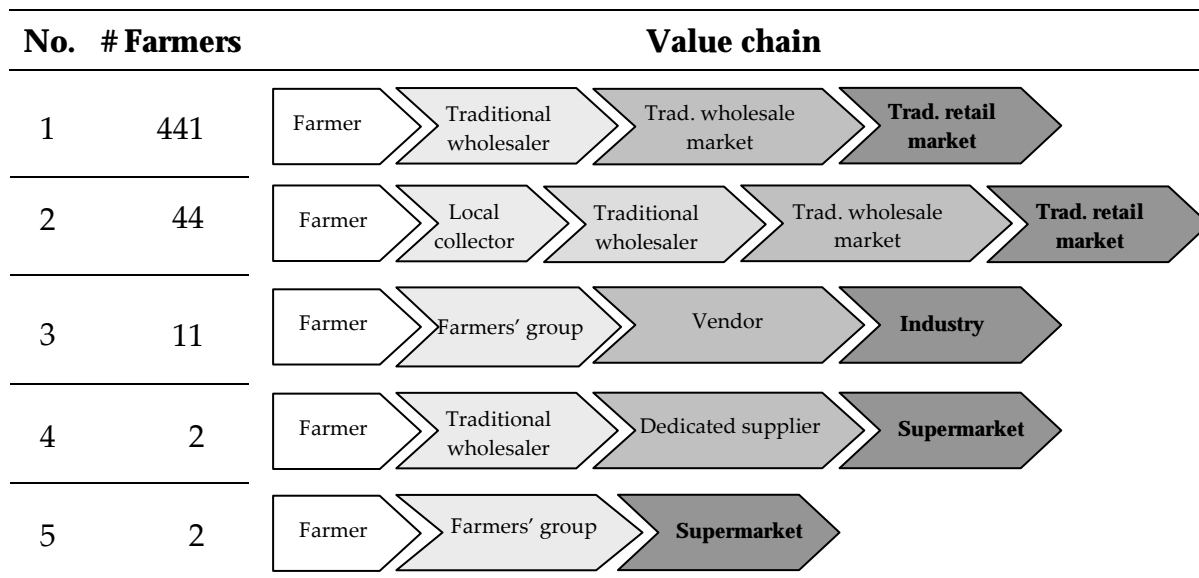 No. # Farmers Value chain
1 441 Farmer Traditional wholesaler Trad. wholesale market Trad. retail market
2 44 Farmer Local collector Traditional wholesaler Trad. wholesale market Trad. retail market
3 11 Farmer Farmers’ group Vendor Industry
4 2 Farmer Traditional wholesaler Dedicated supplier Supermarket
5 2 Farmer Farmers’ group Supermarket